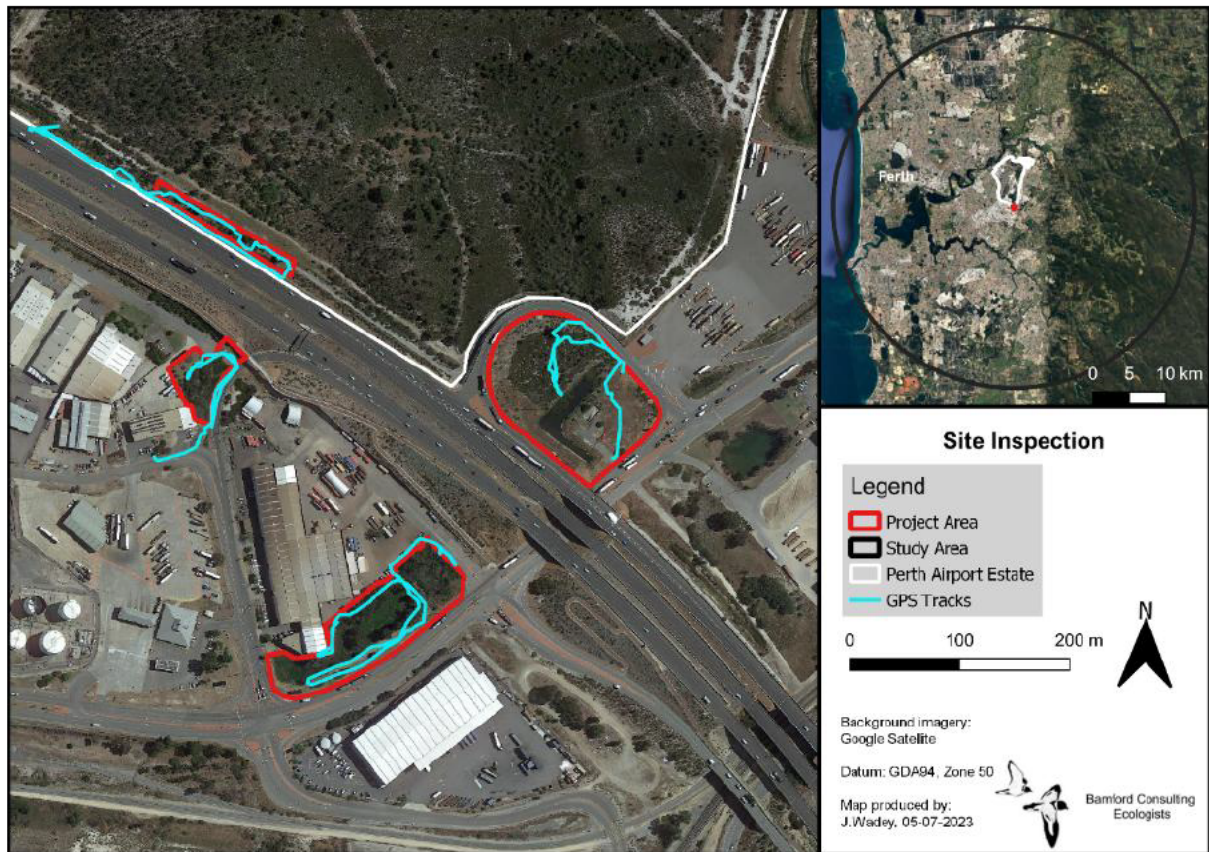 Perth
0 5 10 km
Site Inspection
Legend
Project Area
Study Area
Perth Airport Estate
GPS Tracks
0 100 200 m
N
Background imagery:
Google Satellite
Datum: GDA94, Zone 50
Map produced by:
J.Wadey, 05-07-2023
Bamford Consulting
Ecologists